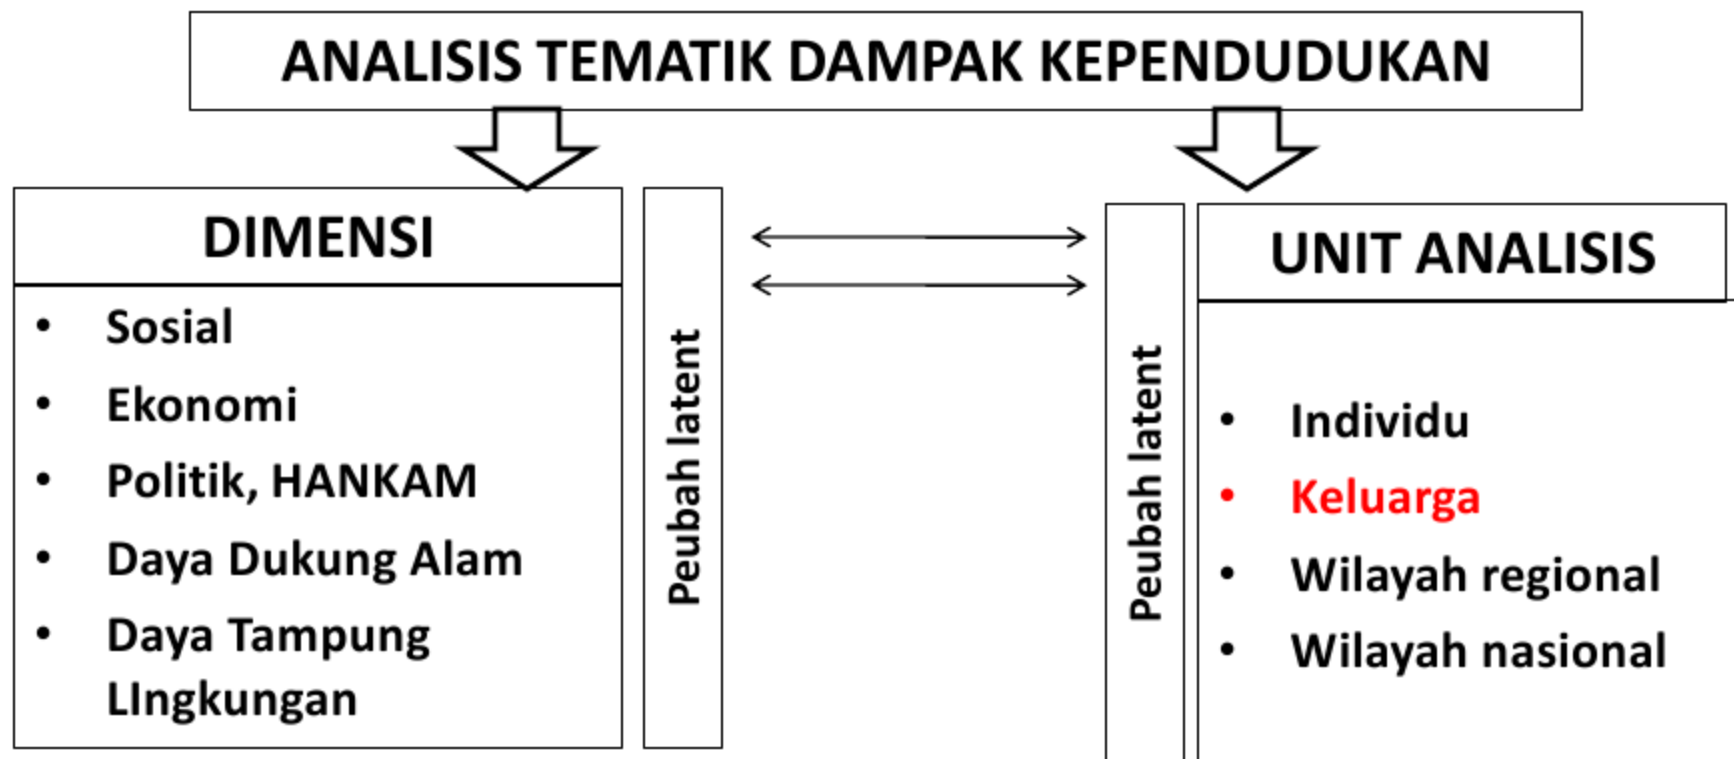 ANALISIS TEMATIK DAMPAK KEPENDUDUKAN
DIMENSI
• Sosial
• Ekonomi
• Politik, HANKAM
• Daya Dukung Alam
• Daya Tampung
LIngkungan
Peubah latent
Peubah latent
UNIT ANALISIS
• Individu
• Keluarga
• Wilayah regional
• Wilayah nasional